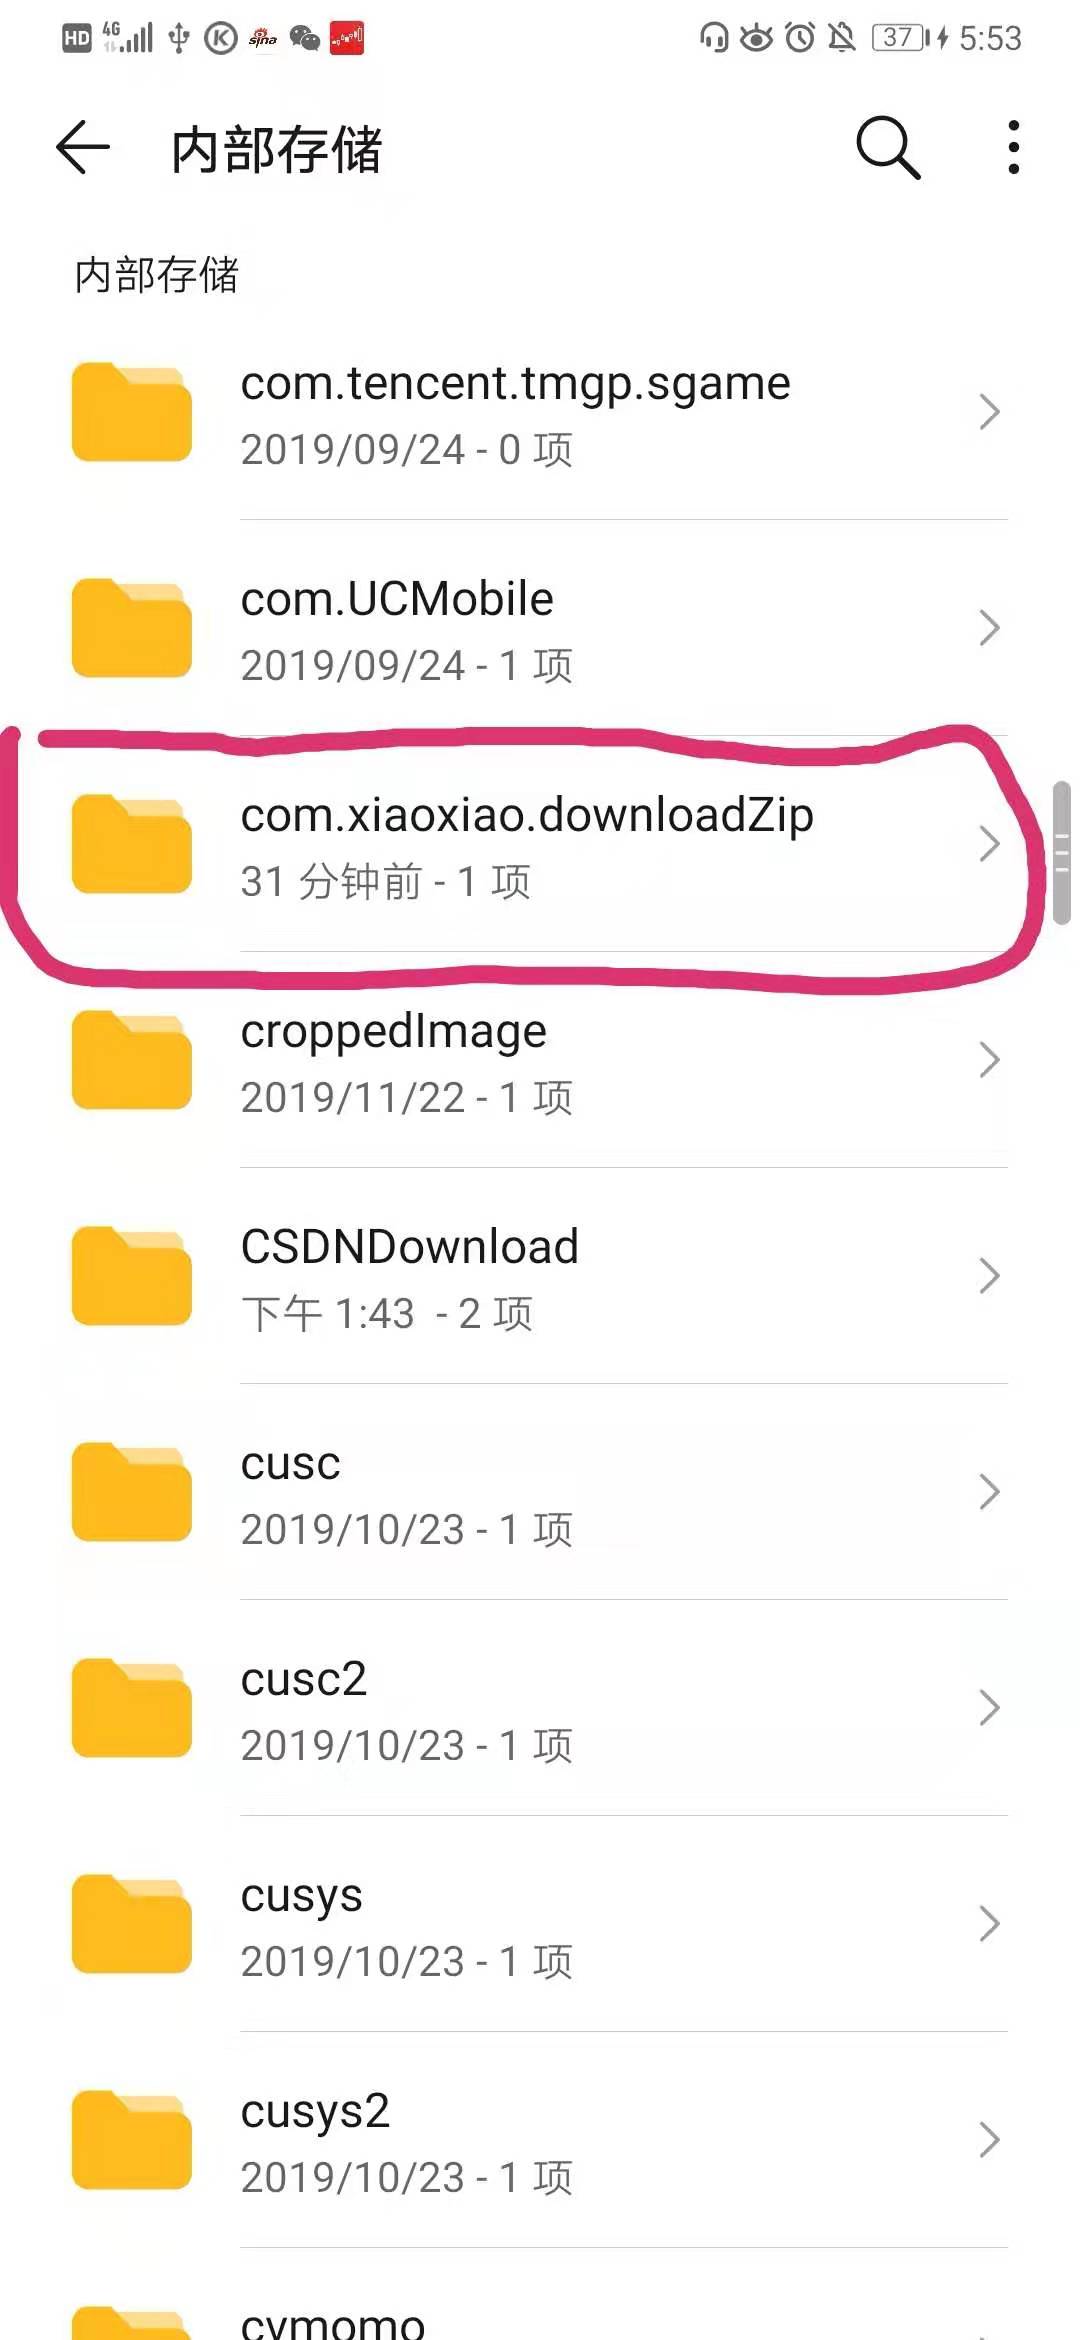 HD 4G sina 37 5:53
内部存储
内部存储
com.tencent.tmgp.sgame
2019/09/24 - 0 项
com.UCMobile
2019/09/24 - 1 项
com.xiaoxiao.downloadZip
31 分钟前 - 1 项
croppedImage
2019/11/22 - 1 项
CSDNDownload
下午 1:43 - 2 项
cusc
2019/10/23 - 1 项
cusc2
2019/10/23 - 1 项
cusys
2019/10/23 - 1 项
cusys2
2019/10/23 - 1 项
cvmomo